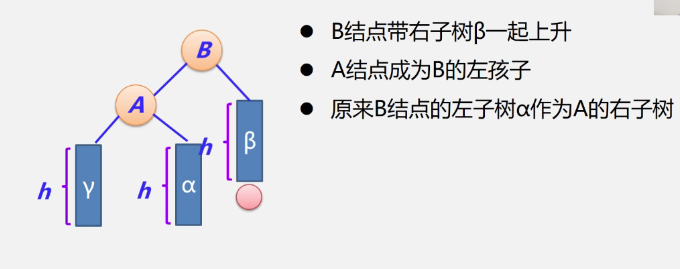 B
A
h
γ
h
α
h
β
● B结点带右子树β一起上升
● A结点成为B的左孩子
● 原来B结点的左子树α作为A的右子树